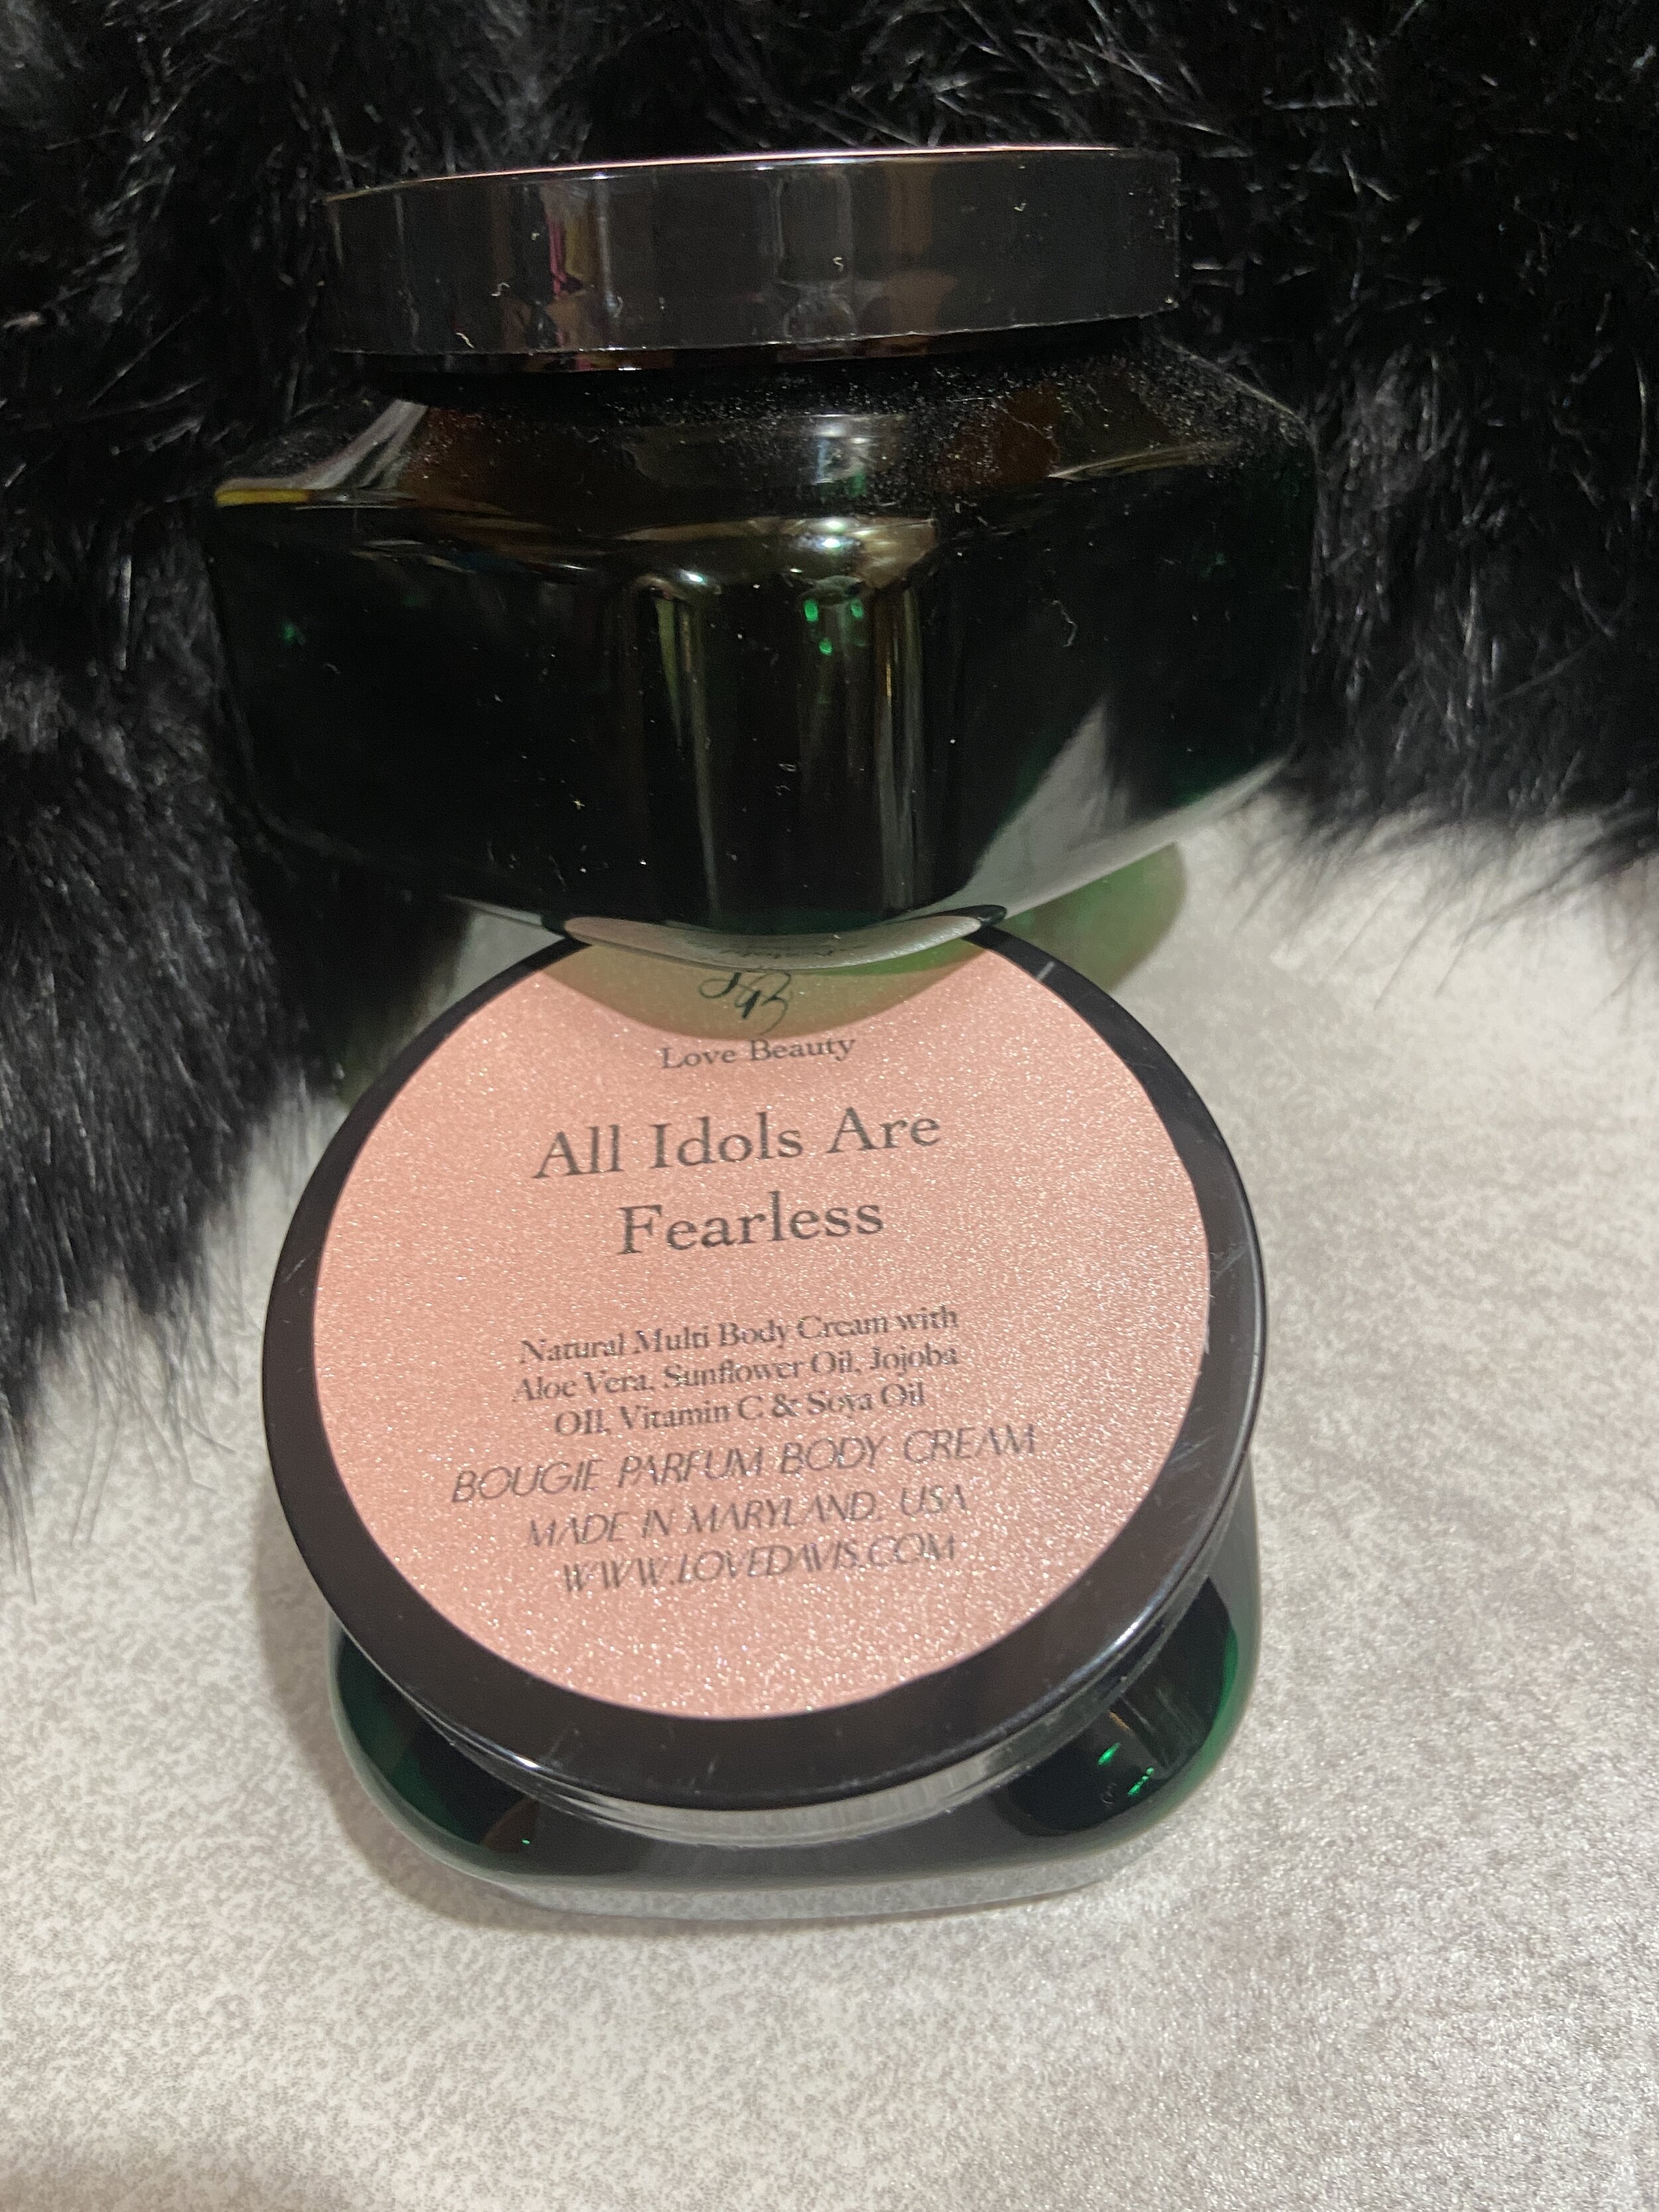 Love Beauty
All Idols Are
Fearless
Natural Multi Body Cream with
Aloe Vera, Sunflower Oil, Jojoba
OIl, Vitamin C & Soya Oil
BOUGIE PARFUM BODY CREAM
MADE IN MARYLAND, USA
WWW.LOVEDAVIS.COM